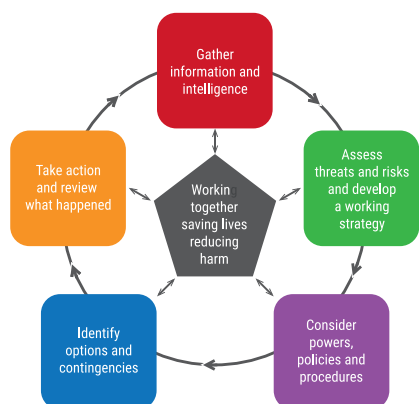 Gather
information and
intelligence
Assess
threats and risks
and develop
a working
strategy
Consider
powers,
policies and
procedures
Identify
options and
contingencies
Take action
and review
what happened
Working
together
saving lives
reducing
harm